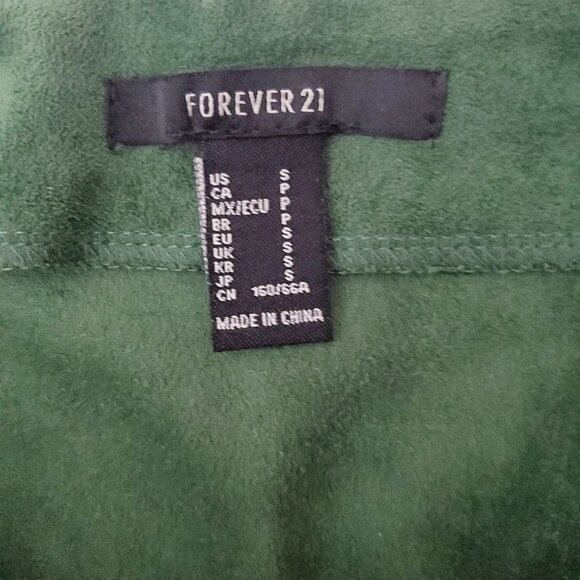 FOREVER 21
US S
CA P
MX/ECU P
BR P
EU S
UK S
KR S
JP S
CN 160/66A
MADE IN CHINA